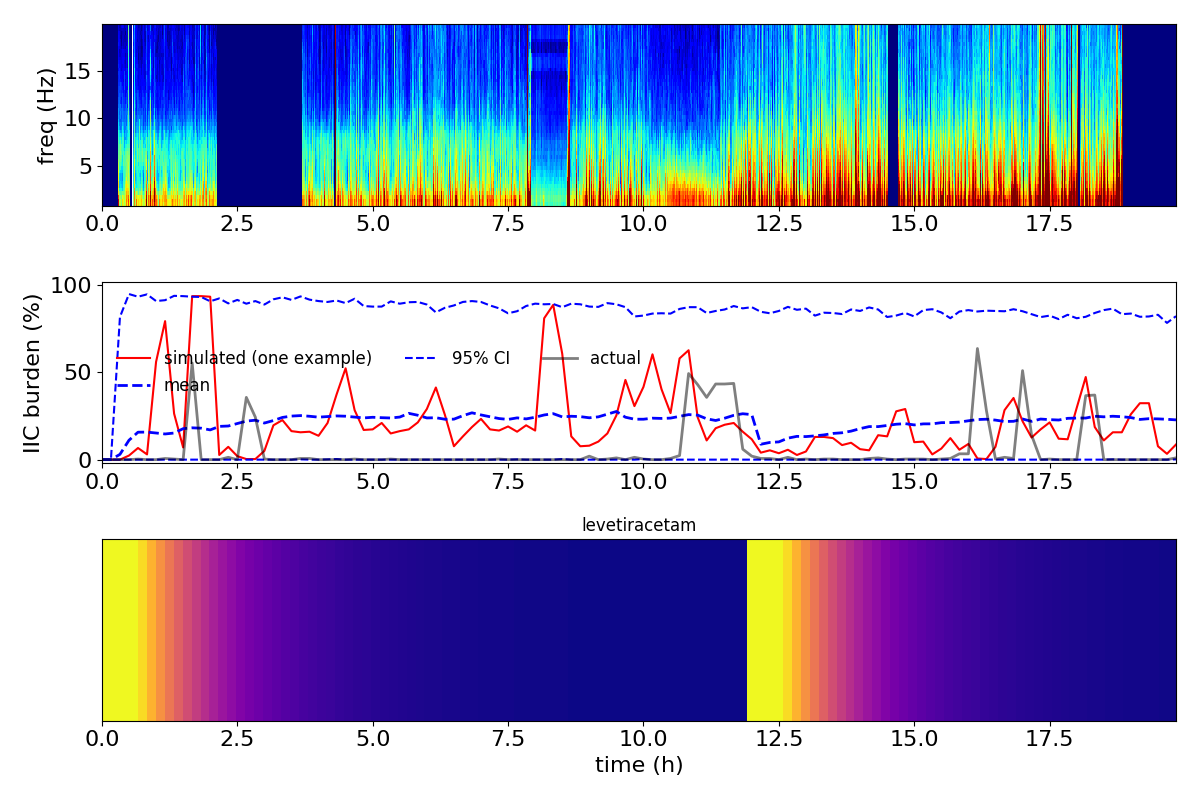 freq (Hz)
15
10
5
0.0 2.5 5.0 7.5 10.0 12.5 15.0 17.5
IIC burden (%)
100
50
0
simulated (one example) 95% CI actual
mean
0.0 2.5 5.0 7.5 10.0 12.5 15.0 17.5
levetiracetam
0.0 2.5 5.0 7.5 10.0 12.5 15.0 17.5
time (h)